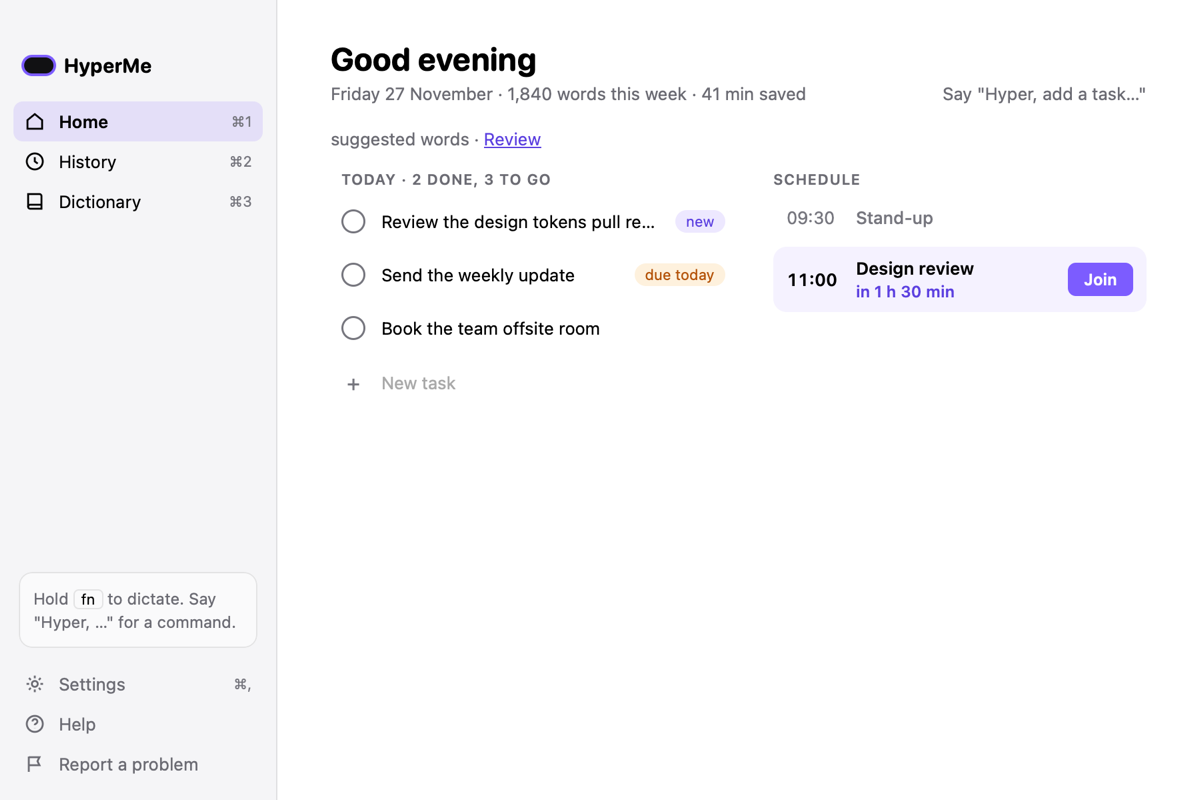 HyperMe
Home ⌘1
History ⌘2
Dictionary ⌘3
Hold fn to dictate. Say
"Hyper, ..." for a command.
Settings ⌘,
Help
Report a problem
Good evening
Friday 27 November · 1,840 words this week · 41 min saved
Say "Hyper, add a task..."
suggested words · Review
TODAY · 2 DONE, 3 TO GO
Review the design tokens pull re... new
Send the weekly update due today
Book the team offsite room
+ New task
SCHEDULE
09:30 Stand-up
11:00 Design review
in 1 h 30 min
Join